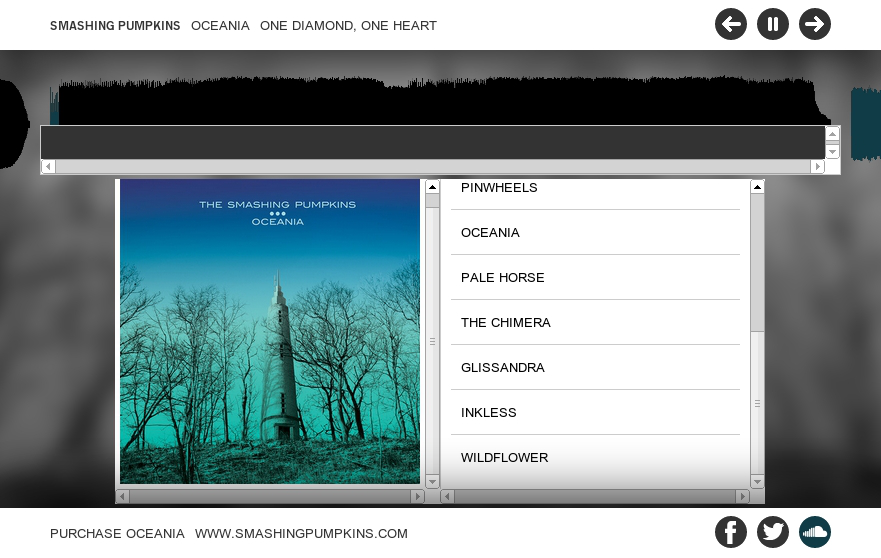 SMASHING PUMPKINS OCEANIA ONE DIAMOND, ONE HEART
THE SMASHING PUMPKINS
OCEANIA
PINWHEELS
OCEANIA
PALE HORSE
THE CHIMERA
GLISSANDRA
INKLESS
WILDFLOWER
PURCHASE OCEANIA WWW.SMASHINGPUMPKINS.COM